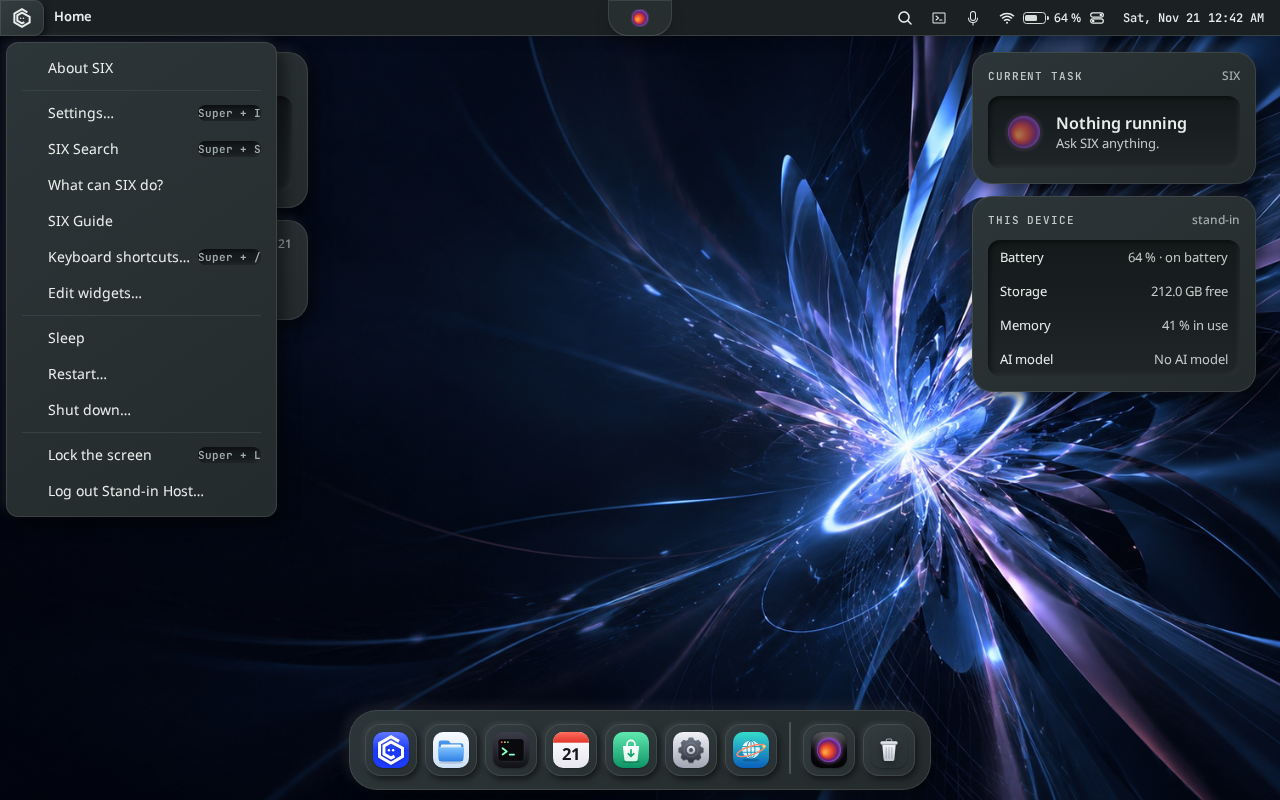 Home
64 %
Sat, Nov 21 12:42 AM
About SIX
Settings... Super + I
SIX Search Super + S
What can SIX do?
SIX Guide
Keyboard shortcuts... Super + /
Edit widgets...
Sleep
Restart...
Shut down...
Lock the screen Super + L
Log out Stand-in Host...
21
CURRENT TASK SIX
Nothing running
Ask SIX anything.
THIS DEVICE stand-in
Battery 64 % · on battery
Storage 212.0 GB free
Memory 41 % in use
AI model No AI model
21